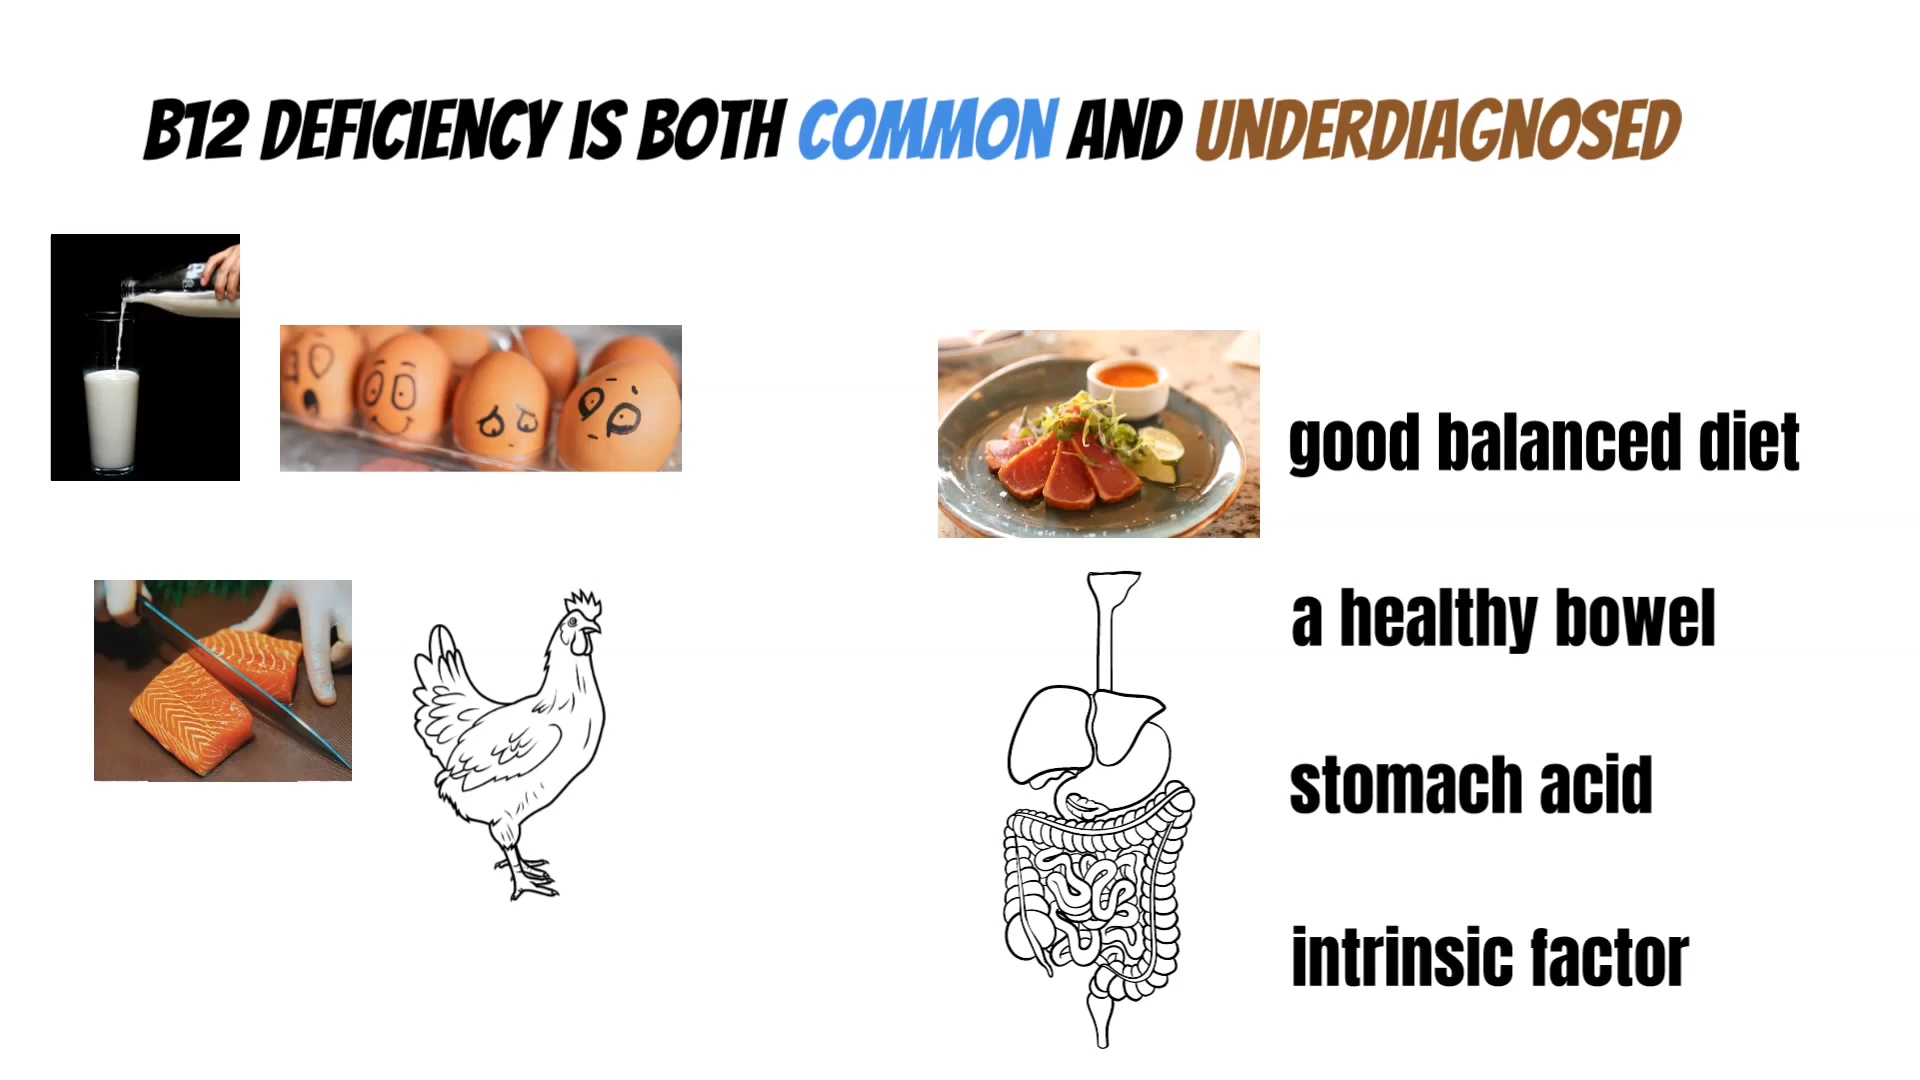 B12 DEFICIENCY IS BOTH COMMON AND UNDERDIAGNOSED
good balanced diet
a healthy bowel
stomach acid
intrinsic factor